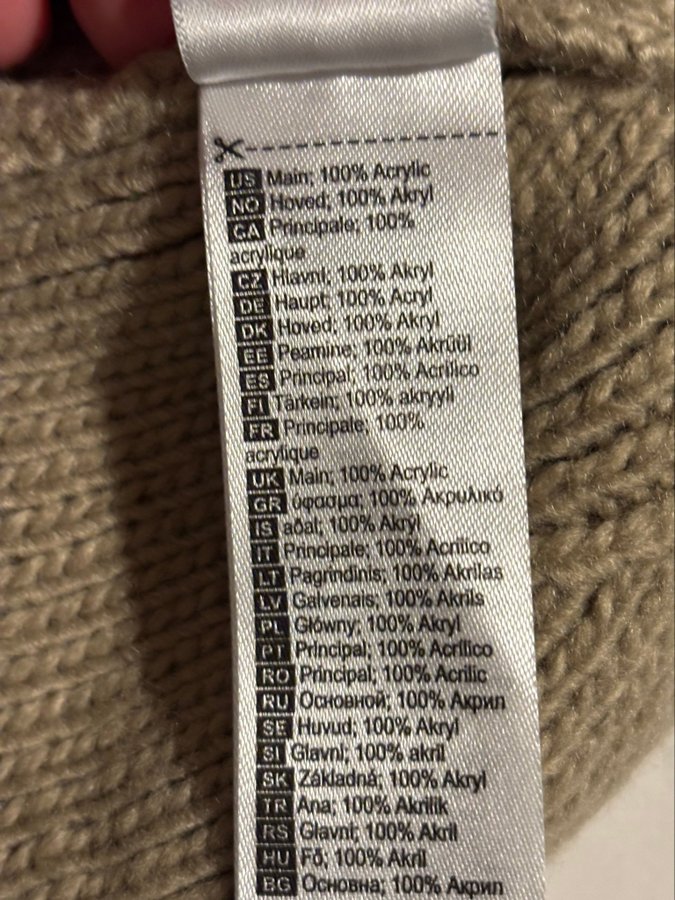 US Main; 100% Acrylic
NO Hoved; 100% Akryl
CA Principale; 100%
acrylique
CZ Hlavní; 100% Akryl
DE Haupt; 100% Acryl
DK Hoved; 100% Akryl
EE Peamine; 100% Akrüül
ES Principal; 100% Acrílico
FI Tärkein; 100% akryyli
FR Principale; 100%
acrylique
UK Main; 100% Acrylic
GR ύφασμα; 100% Ακρυλικό
IS aðal; 100% Akrýl
IT Principale; 100% Acrilico
LT Pagrindinis; 100% Akrilas
LV Galvenais; 100% Akrils
PL Główny; 100% Akryl
PT Principal; 100% Acrílico
RO Principal; 100% Acrilic
RU Основной; 100% Акрил
SE Huvud; 100% Akryl
SI Glavni; 100% akril
SK Základná; 100% Akryl
TR Ana; 100% Akrilik
RS Glavni; 100% Akril
HU Fő; 100% Akril
BG Основна; 100% Акрил